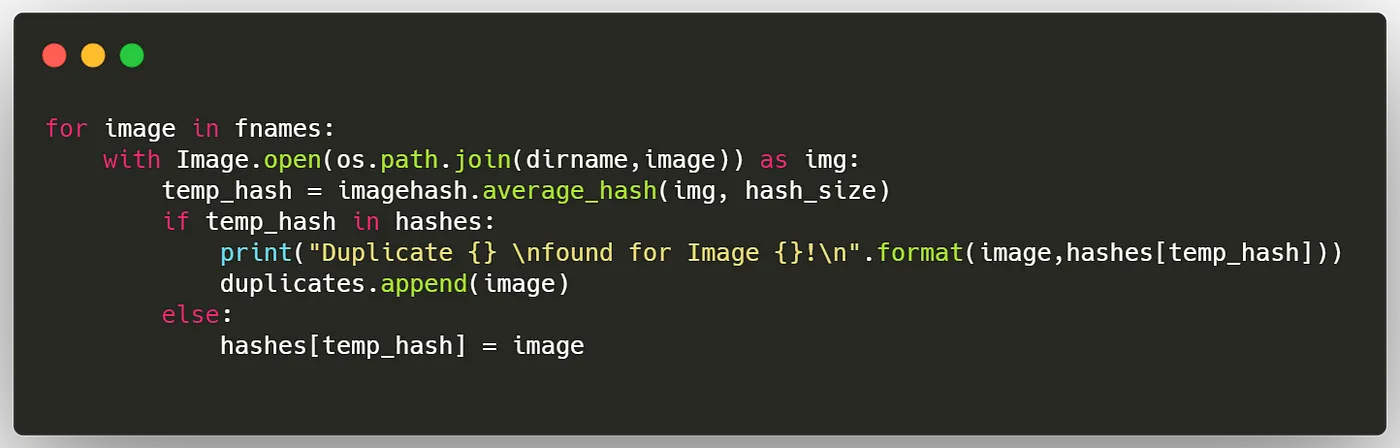 for image in fnames:
    with Image.open(os.path.join(dirname,image)) as img:
        temp_hash = imagehash.average_hash(img, hash_size)
        if temp_hash in hashes:
            print("Duplicate {} \nfound for Image {}!\n".format(image,hashes[temp_hash]))
            duplicates.append(image)
        else:
            hashes[temp_hash] = image